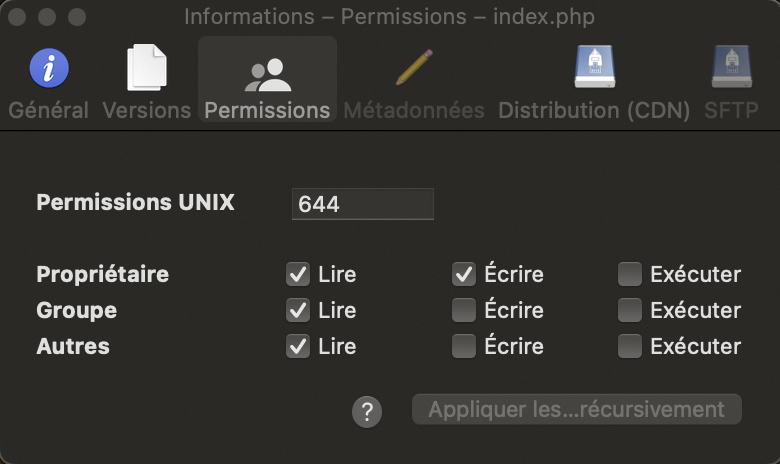 Informations – Permissions – index.php
Général Versions Permissions Métadonnées Distribution (CDN) SFTP
Permissions UNIX 644
Propriétaire Lire Écrire Exécuter
Groupe Lire Écrire Exécuter
Autres Lire Écrire Exécuter
? Appliquer les...récursivement